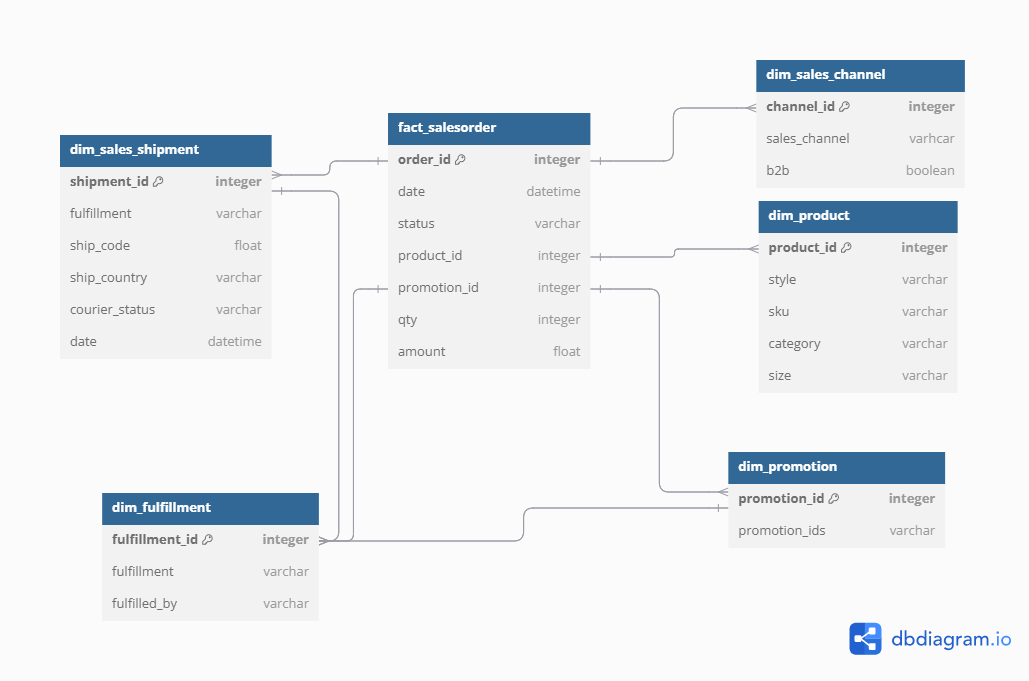 dim_sales_shipment
shipment_id integer
fulfillment varchar
ship_code float
ship_country varchar
courier_status varchar
date datetime
fact_salesorder
order_id integer
date datetime
status varchar
product_id integer
promotion_id integer
qty integer
amount float
dim_sales_channel
channel_id integer
sales_channel varhcar
b2b boolean
dim_product
product_id integer
style varchar
sku varchar
category varchar
size varchar
dim_fulfillment
fulfillment_id integer
fulfillment varchar
fulfilled_by varchar
dim_promotion
promotion_id integer
promotion_ids varchar
dbdiagram.io